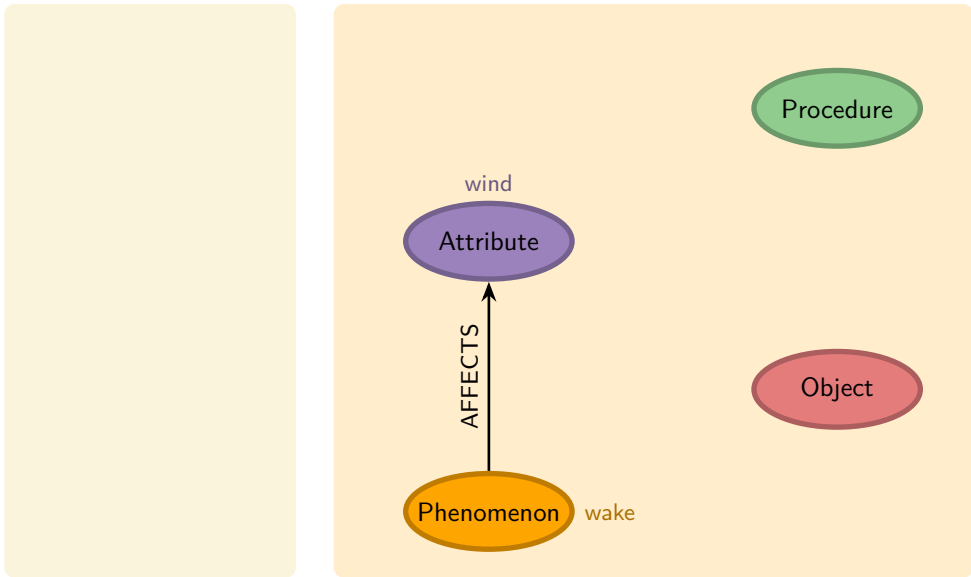 Procedure
wind
Attribute
AFFECTS
Object
Phenomenon
wake